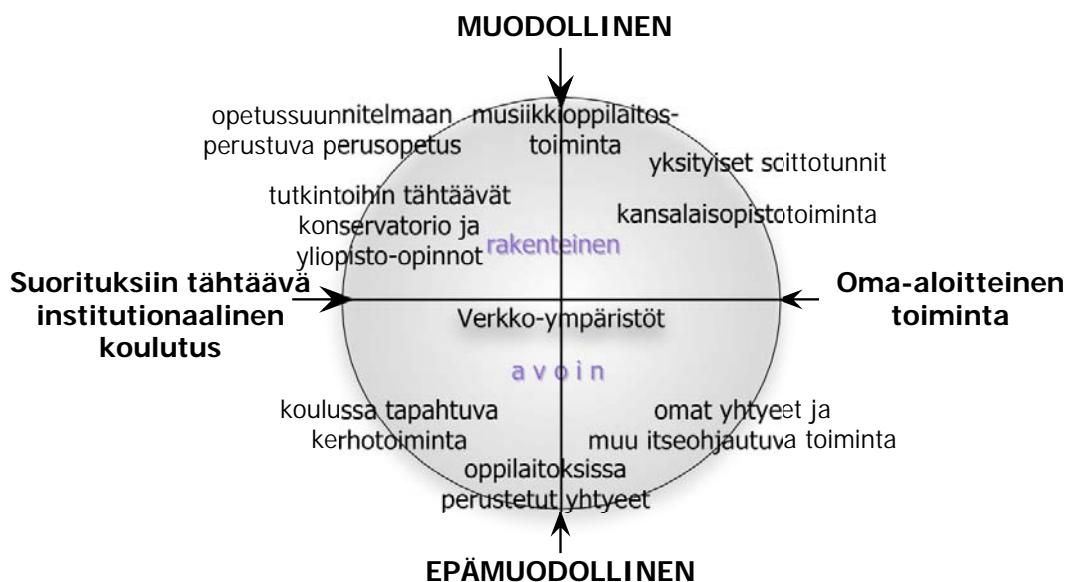 MUODOLLINEN
opetussuunnitelmaan
perustuva perusopetus
musiikkioppilaitos-
toiminta
yksityiset soittotunnit
tutkintoihin tähtäävät
konservatorio ja
yliopisto-opinnot
kansalaisopistotoiminta
rakenteinen
Suorituksiin tähtäävä
institutionaalinen
koulutus
Oma-aloitteinen
toiminta
Verkko-ympäristöt
avoin
koulussa tapahtuva
kerhotoiminta
omat yhtyeet ja
muu itseohjautuva toiminta
oppilaitoksissa
perustetut yhtyeet
EPÄMUODOLLINEN